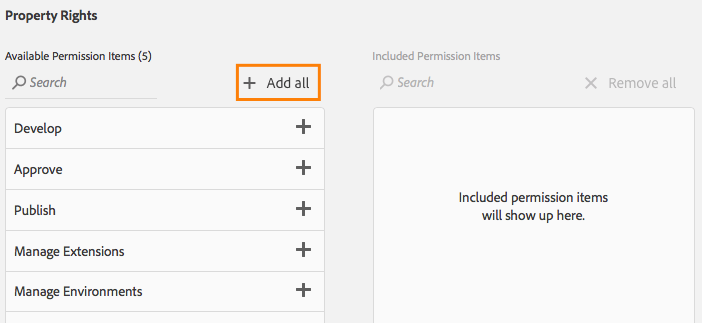 Property Rights
Available Permission Items (5)
Search
Add all
Develop
Approve
Publish
Manage Extensions
Manage Environments
Included Permission Items
Search
Remove all
Included permission items
will show up here.